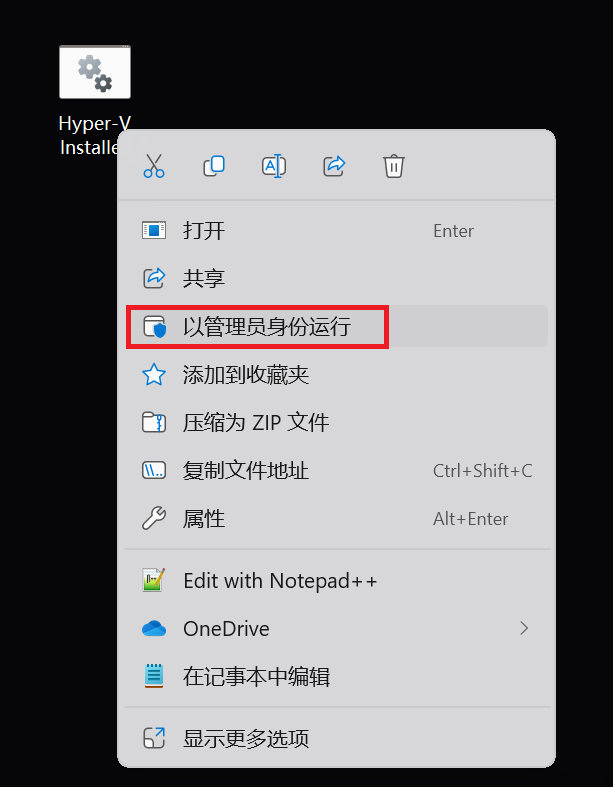 Hyper-V
Installe
打开 Enter
共享
以管理员身份运行
添加到收藏夹
压缩为 ZIP 文件
复制文件地址 Ctrl+Shift+C
属性 Alt+Enter
Edit with Notepad++
OneDrive
在记事本中编辑
显示更多选项